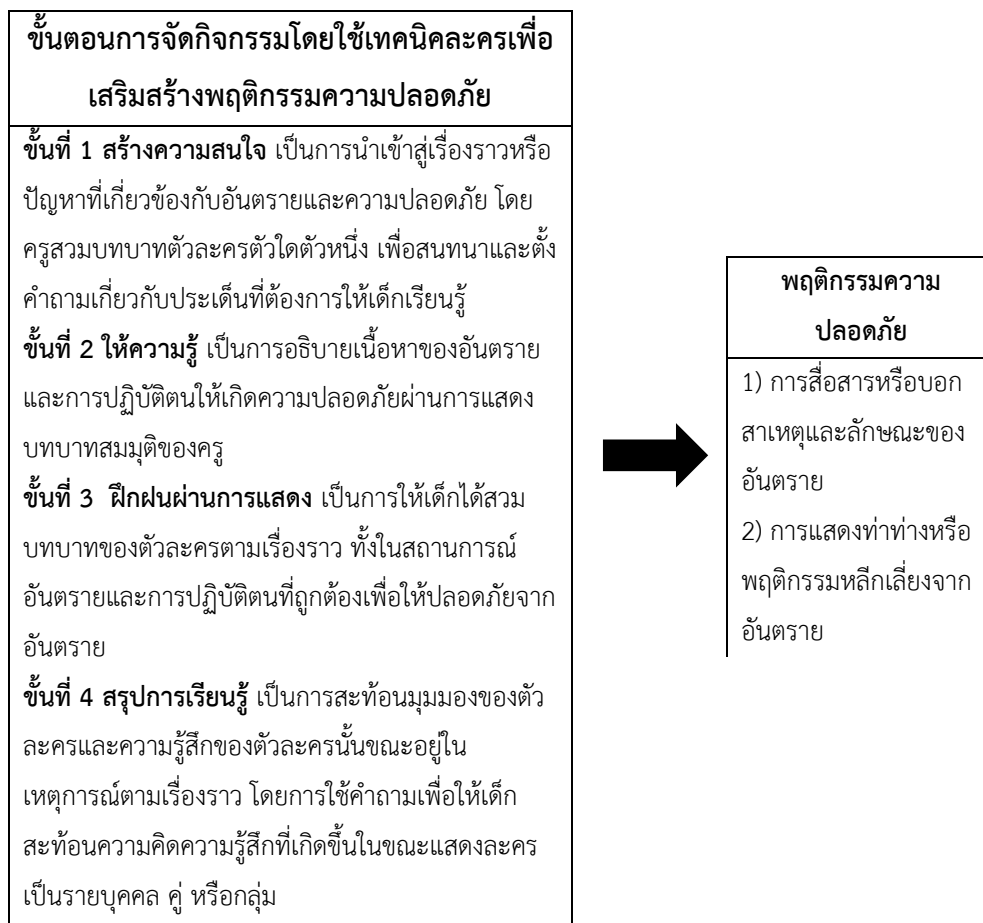 ขั้นตอนการจัดกิจกรรมโดยใช้เทคนิคละครเพื่อ
เสริมสร้างพฤติกรรมความปลอดภัย
ขั้นที่ 1 สร้างความสนใจ เป็นการนำเข้าสู่เรื่องราวหรือ
ปัญหาที่เกี่ยวข้องกับอันตรายและความปลอดภัย โดย
ครูสวมบทบาทตัวละครตัวใดตัวหนึ่ง เพื่อสนทนาและตั้ง
คำถามเกี่ยวกับประเด็นที่ต้องการให้เด็กเรียนรู้
ขั้นที่ 2 ให้ความรู้ เป็นการอธิบายเนื้อหาของอันตราย
และการปฏิบัติตนให้เกิดความปลอดภัยผ่านการแสดง
บทบาทสมมุติของครู
ขั้นที่ 3 ฝึกฝนผ่านการแสดง เป็นการให้เด็กได้สวม
บทบาทของตัวละครตามเรื่องราว ทั้งในสถานการณ์
อันตรายและการปฏิบัติตนที่ถูกต้องเพื่อให้ปลอดภัยจาก
อันตราย
ขั้นที่ 4 สรุปการเรียนรู้ เป็นการสะท้อนมุมมองของตัว
ละครและความรู้สึกของตัวละครนั้นขณะอยู่ใน
เหตุการณ์ตามเรื่องราว โดยการใช้คำถามเพื่อให้เด็ก
สะท้อนความคิดความรู้สึกที่เกิดขึ้นในขณะแสดงละคร
เป็นรายบุคคล คู่ หรือกลุ่ม
พฤติกรรมความ
ปลอดภัย
1) การสื่อสารหรือบอก
สาเหตุและลักษณะของ
อันตราย
2) การแสดงท่าทางหรือ
พฤติกรรมหลีกเลี่ยงจาก
อันตราย